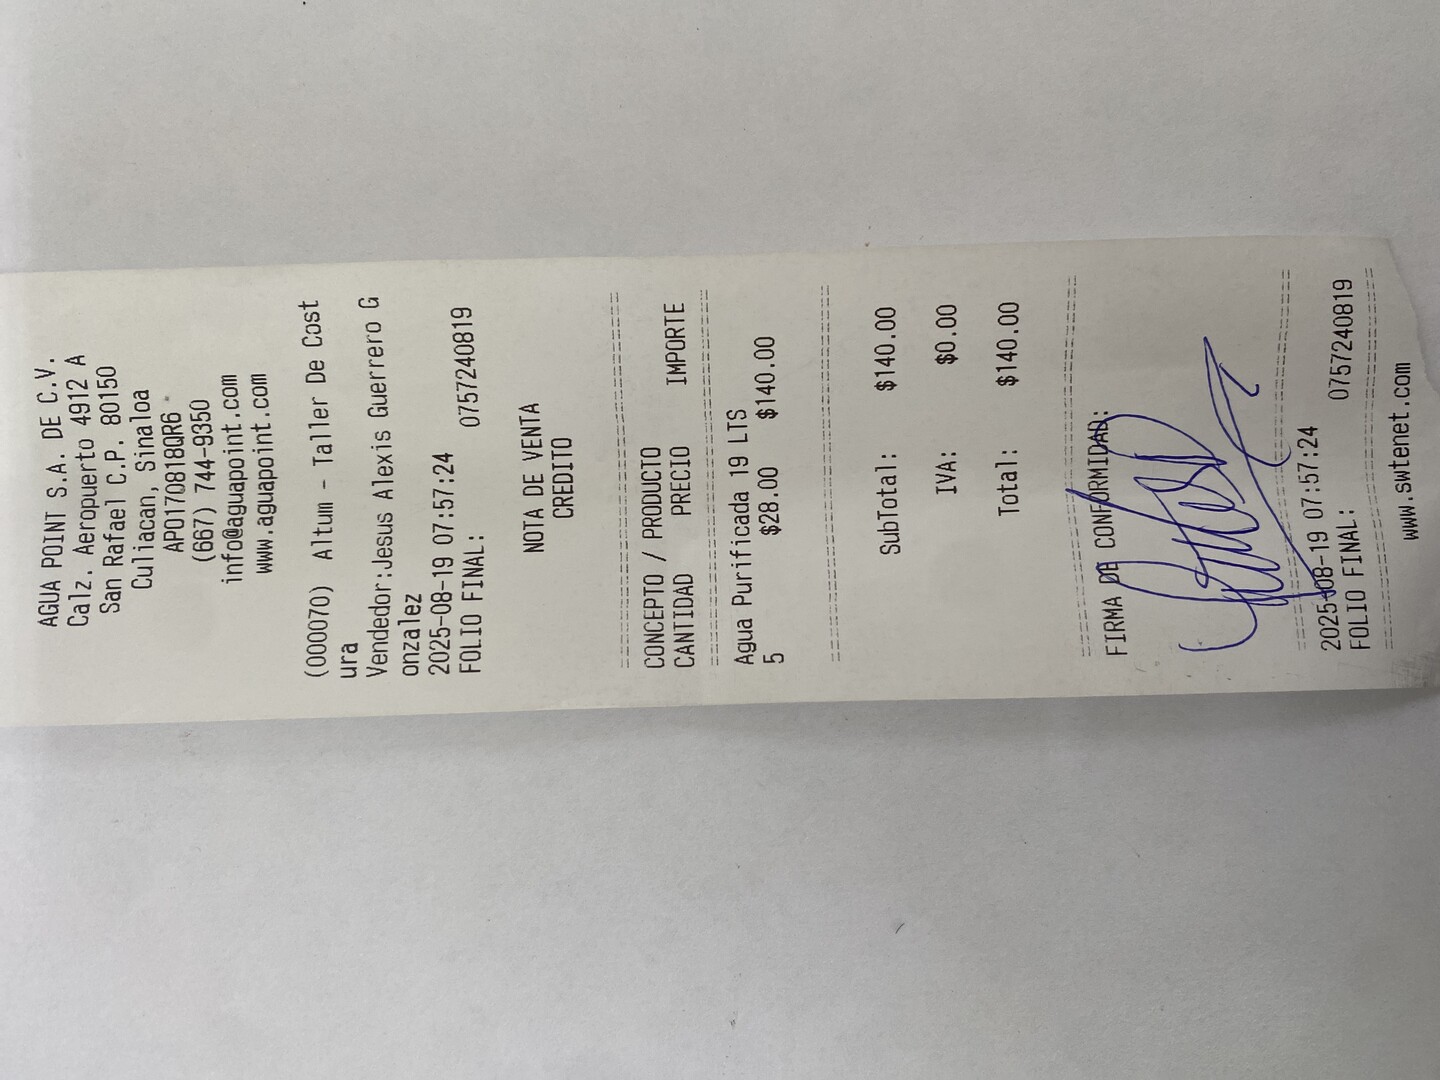 AGUA POINT S.A. DE C.V.
Calz. Aeropuerto 4912 A
San Rafael C.P. 80150
Culiacan, Sinaloa
APO170818QR6
(667) 744-9350
info@aguapoint.com
www.aguapoint.com
(000070) Altum - Taller De Cost
ura
Vendedor:Jesus Alexis Guerrero G
onzalez
2025-08-19 07:57:24
FOLIO FINAL: 0757240819
NOTA DE VENTA
CREDITO
CONCEPTO / PRODUCTO
CANTIDAD PRECIO IMPORTE
Agua Purificada 19 LTS
5 $28.00 $140.00
SubTotal: $140.00
IVA: $0.00
Total: $140.00
FIRMA DE CONFORMIDAD:
2025-08-19 07:57:24
FOLIO FINAL: 0757240819
www.swtenet.com